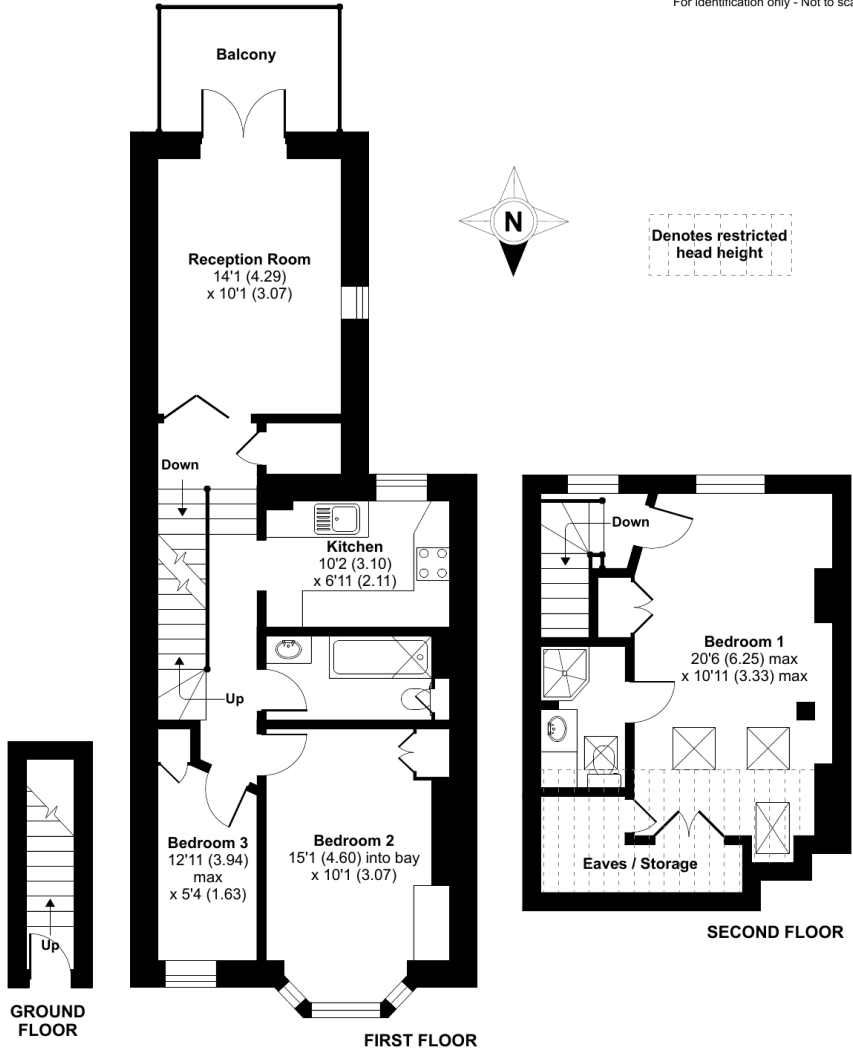 For identification only - Not to sca
Balcony
N
Denotes restricted
head height
Reception Room
14'1 (4.29)
x 10'1 (3.07)
Down
Kitchen
10'2 (3.10)
x 6'11 (2.11)
Down
Bedroom 1
20'6 (6.25) max
x 10'11 (3.33) max
Up
Bedroom 3
12'11 (3.94)
max
x 5'4 (1.63)
Bedroom 2
15'1 (4.60) into bay
x 10'1 (3.07)
Eaves / Storage
Up
SECOND FLOOR
GROUND
FLOOR
FIRST FLOOR